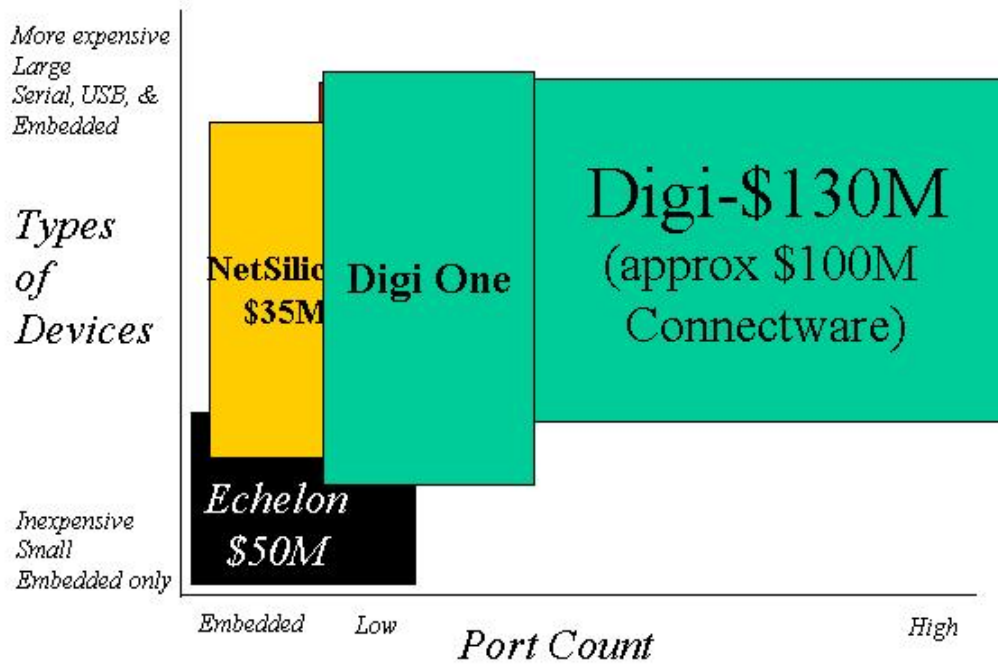 More expensive
Large
Serial, USB, &
Embedded
Types
of
Devices
Inexpensive
Small
Embedded only
NetSilic
$35M
Digi One
Digi-$130M
(approx $100M
Connectware)
Echelon
$50M
Embedded
Low
High
Port Count